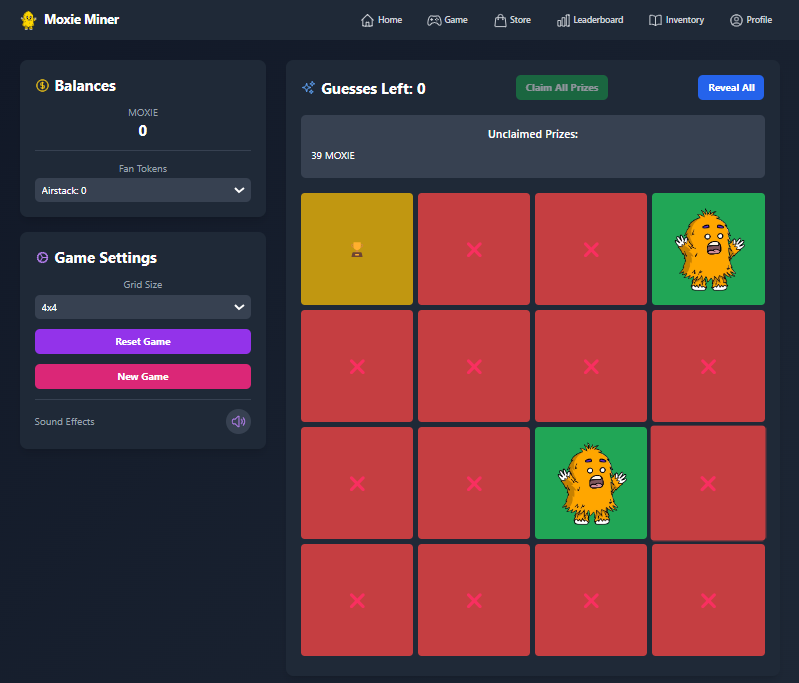 Moxie Miner
Home
Game
Store
Leaderboard
Inventory
Profile
Balances
MOXIE
0
Fan Tokens
Airstack: 0
Game Settings
Grid Size
4x4
Reset Game
New Game
Sound Effects
Guesses Left: 0
Claim All Prizes
Reveal All
Unclaimed Prizes:
39 MOXIE